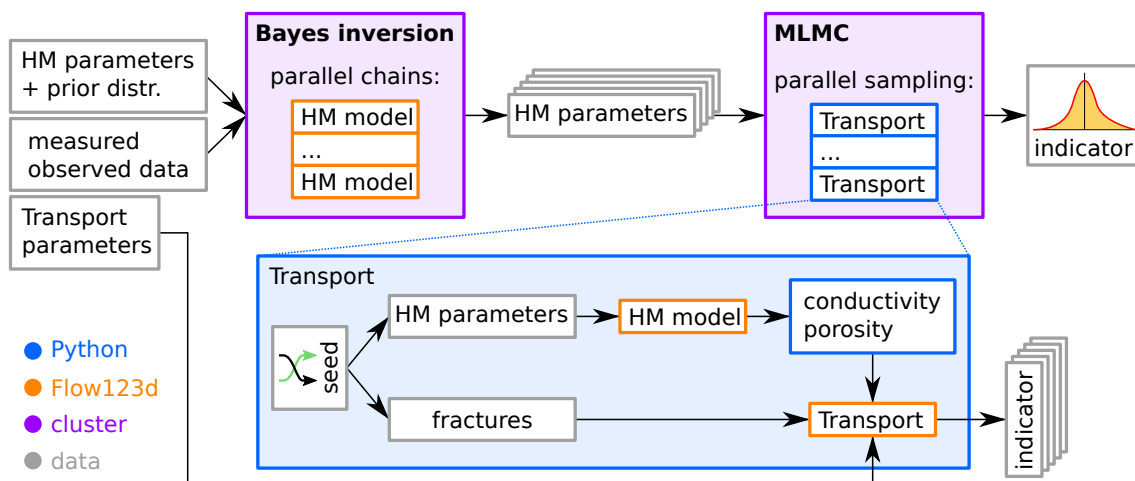 HM parameters
+ prior distr.
measured
observed data
Transport
parameters
Bayes inversion
parallel chains:
HM model
...
HM model
HM parameters
MLMC
parallel sampling:
Transport
...
Transport
indicator
Transport
seed
HM parameters
HM model
conductivity
porosity
fractures
Transport
indicator
Python
Flow123d
cluster
data